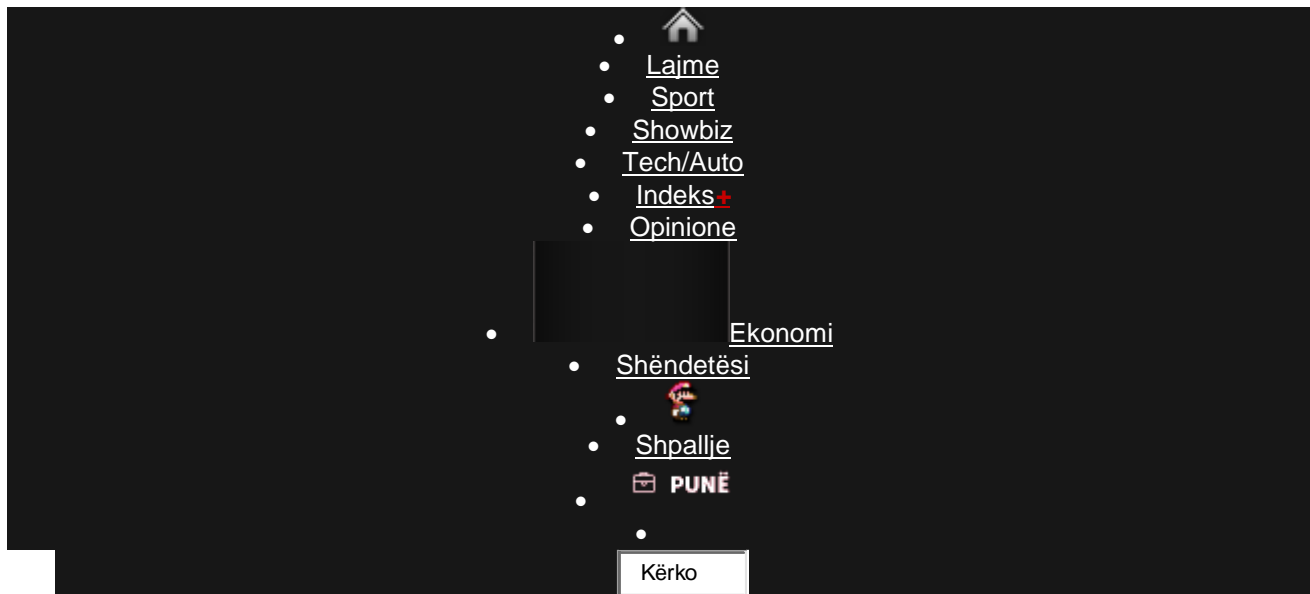 Lajme
Sport
Showbiz
Tech/Auto
Indeks+
Opinione
Ekonomi
Shëndetësi
Shpallje
PUNË
Kërko